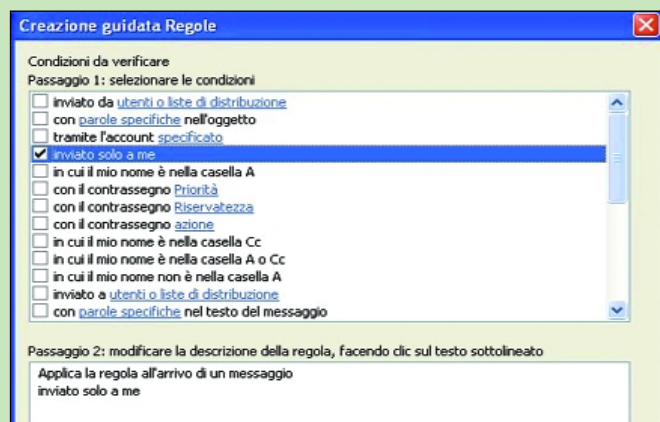 Creazione guidata Regole
Condizioni da verificare
Passaggio 1: selezionare le condizioni
inviato da utenti o liste di distribuzione
con parole specifiche nell'oggetto
tramite l'account specificato
inviato solo a me
in cui il mio nome è nella casella A
con il contrassegno Priorità
con il contrassegno Riservatezza
con il contrassegno azione
in cui il mio nome è nella casella Cc
in cui il mio nome è nella casella A o Cc
in cui il mio nome non è nella casella A
inviato a utenti o liste di distribuzione
con parole specifiche nel testo del messaggio
Passaggio 2: modificare la descrizione della regola, facendo clic sul testo sottolineato
Applica la regola all'arrivo di un messaggio
inviato solo a me